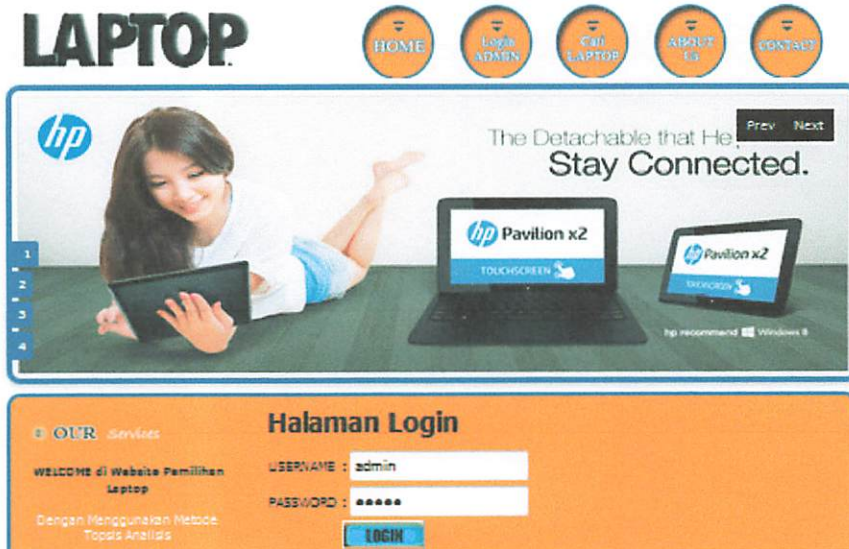 LAPTOP
HOME
Login
ADMIN
Cari
LAPTOP
ABOUT
Us
CONTACT
hp
The Detachable that He
Prev Next
Stay Connected.
hp Pavilion x2
TOUCHSCREEN
hp Pavilion x2
TOUCHSCREEN
hp recommend Windows 8
1
2
3
4
OUR Services
WELCOME di Website Pemilihan
Laptop
Dengan Menggunakan Metode
Topsis Analisis
Halaman Login
USERNAME : admin
PASSWORD : •••••
LOGIN